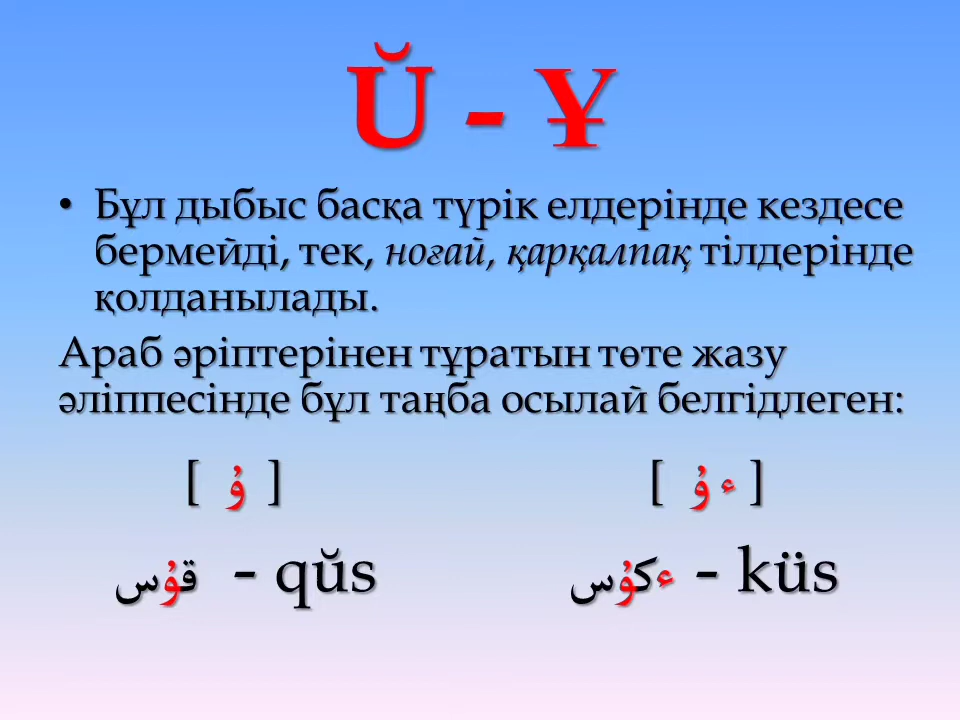 Ŭ - Ұ
• Бұл дыбыс басқа түрік елдерінде кездесе
бермейді, тек, ноғай, қарқалпақ тілдерінде
қолданылады.
Араб әріптерінен тұратын төте жазу
әліппесінде бұл таңба осылай белгідлеген:
[ ۇ ] [ ء ۇ ]
قۇس - qŭs ءكۇس - küs